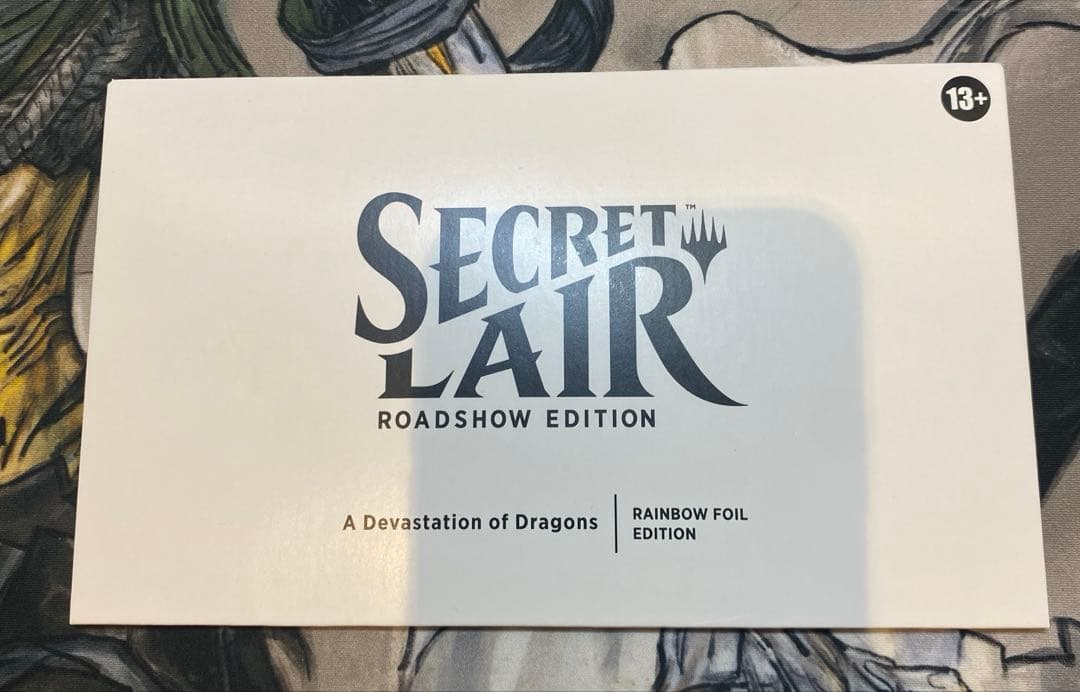 13+
SECRET™
LAIR
ROADSHOW EDITION
A Devastation of Dragons
RAINBOW FOIL
EDITION